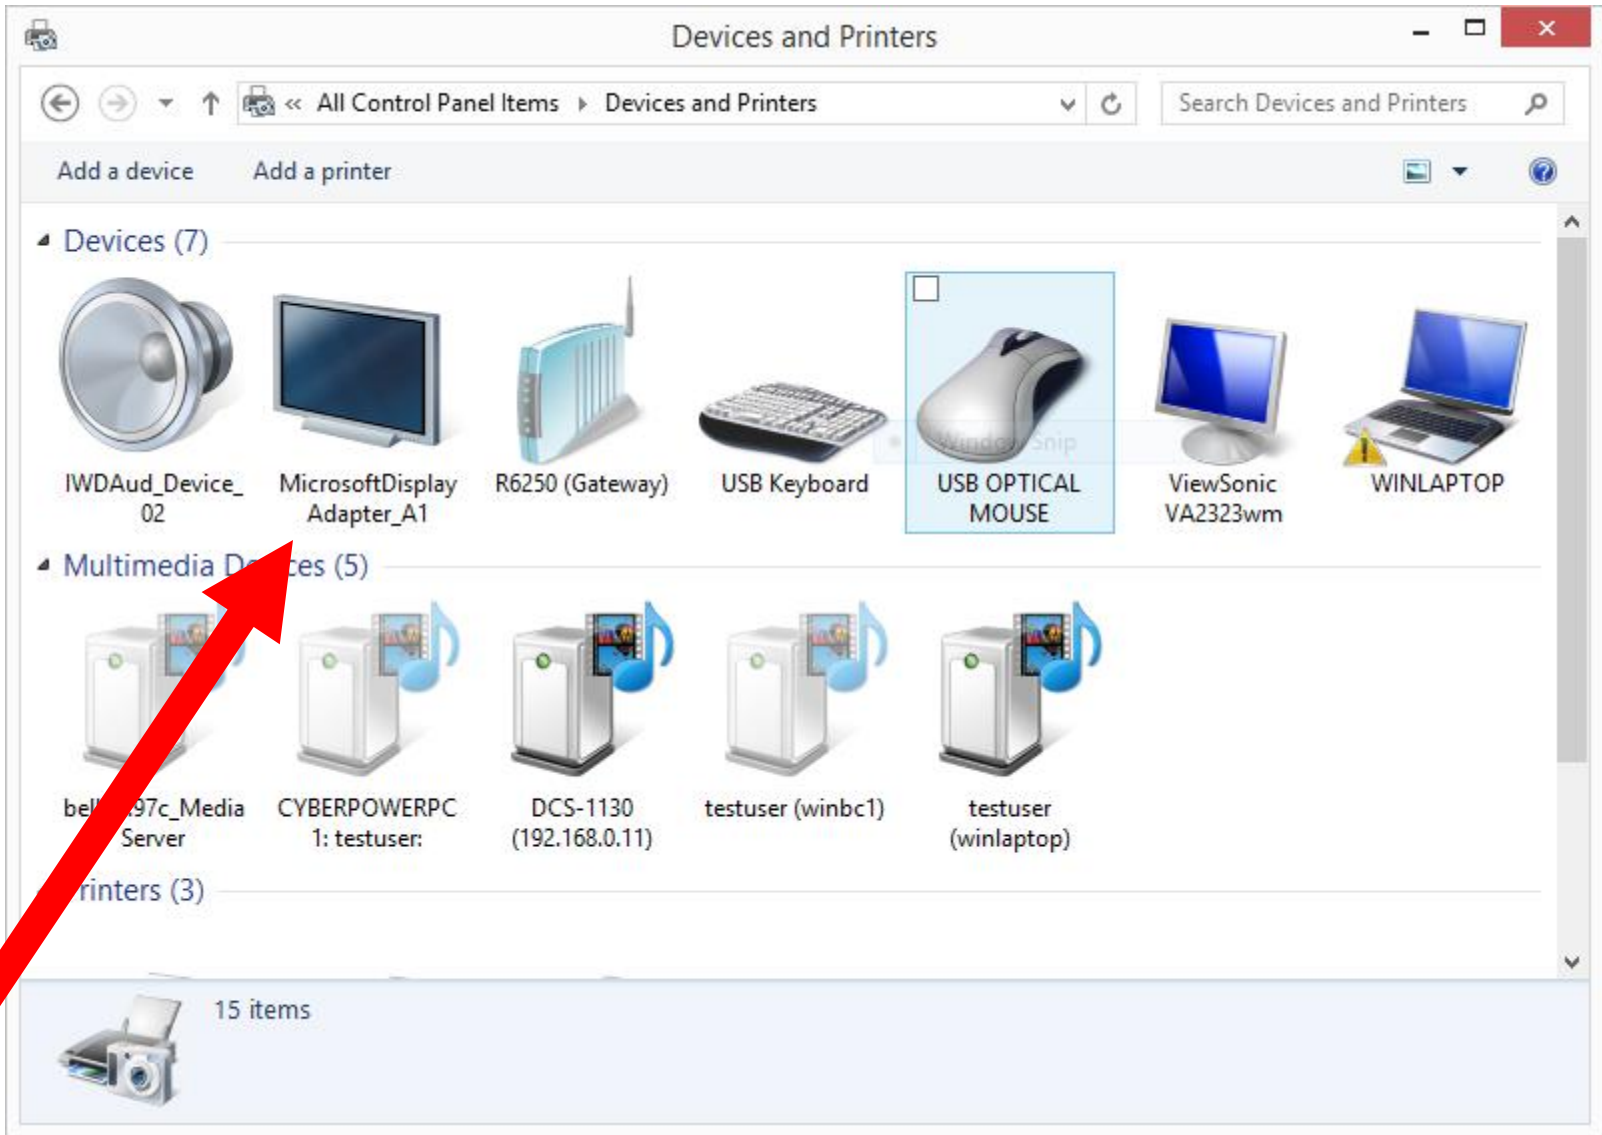 Devices and Printers
« All Control Panel Items Devices and Printers
Search Devices and Printers
Add a device Add a printer
Devices (7)
IWDAud_Device_
02
MicrosoftDisplay
Adapter_A1
R6250 (Gateway)
USB Keyboard
USB OPTICAL
MOUSE
Window Snip
ViewSonic
VA2323wm
WINLAPTOP
Multimedia (5)
Server
CYBERPOWERPC
1: testuser:
DCS-1130
(192.168.0.11)
testuser (winbc1)
testuser
(winlaptop)
rinters (3)
15 items